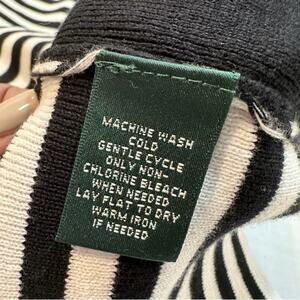 MACHINE WASH
COLD
GENTLE CYCLE
ONLY NON-
CHLORINE BLEACH
WHEN NEEDED
LAY FLAT TO DRY
WARM IRON
IF NEEDED